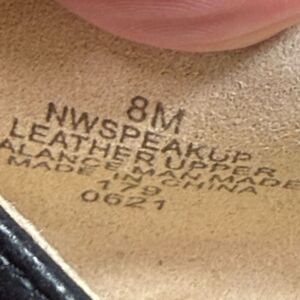 8M
NWSPEAKUP
LEATHER UPPER
ALANCE MAN MADE
MADE IN CHINA
179
0621